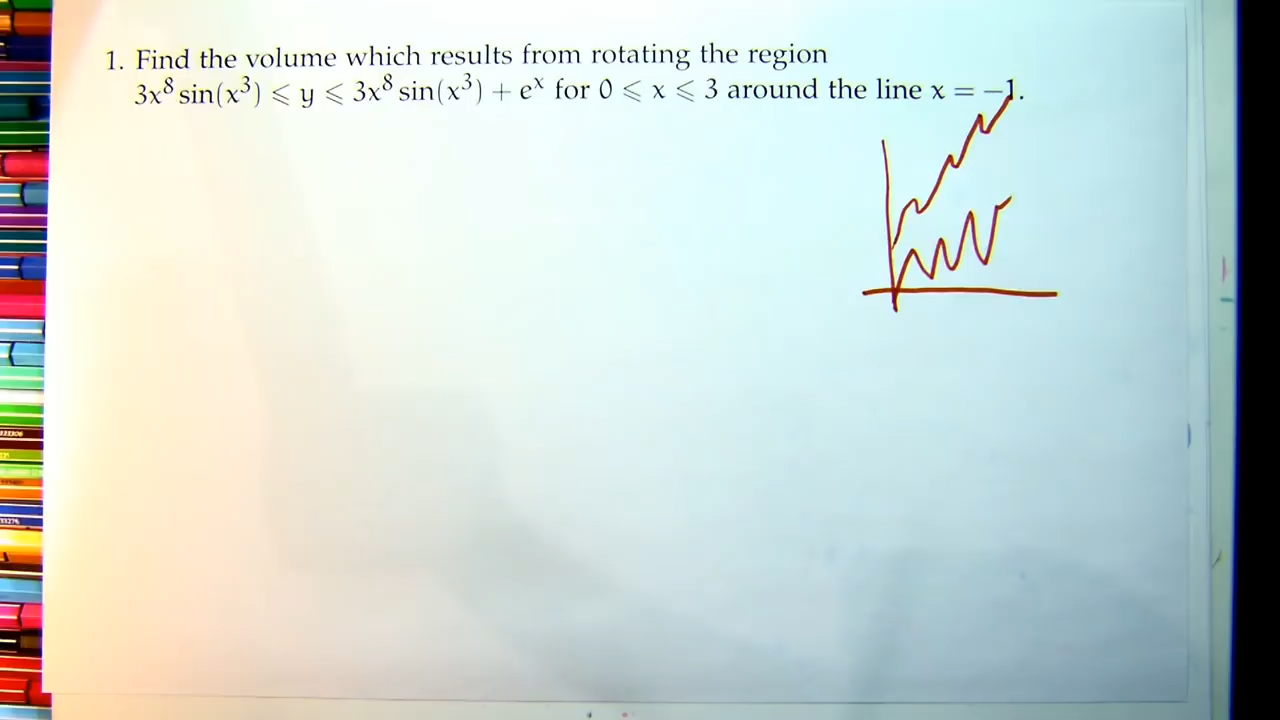 1. Find the volume which results from rotating the region
3x⁸ sin(x³) ⩽ y ⩽ 3x⁸ sin(x³) + eˣ for 0 ⩽ x ⩽ 3 around the line x = −1.